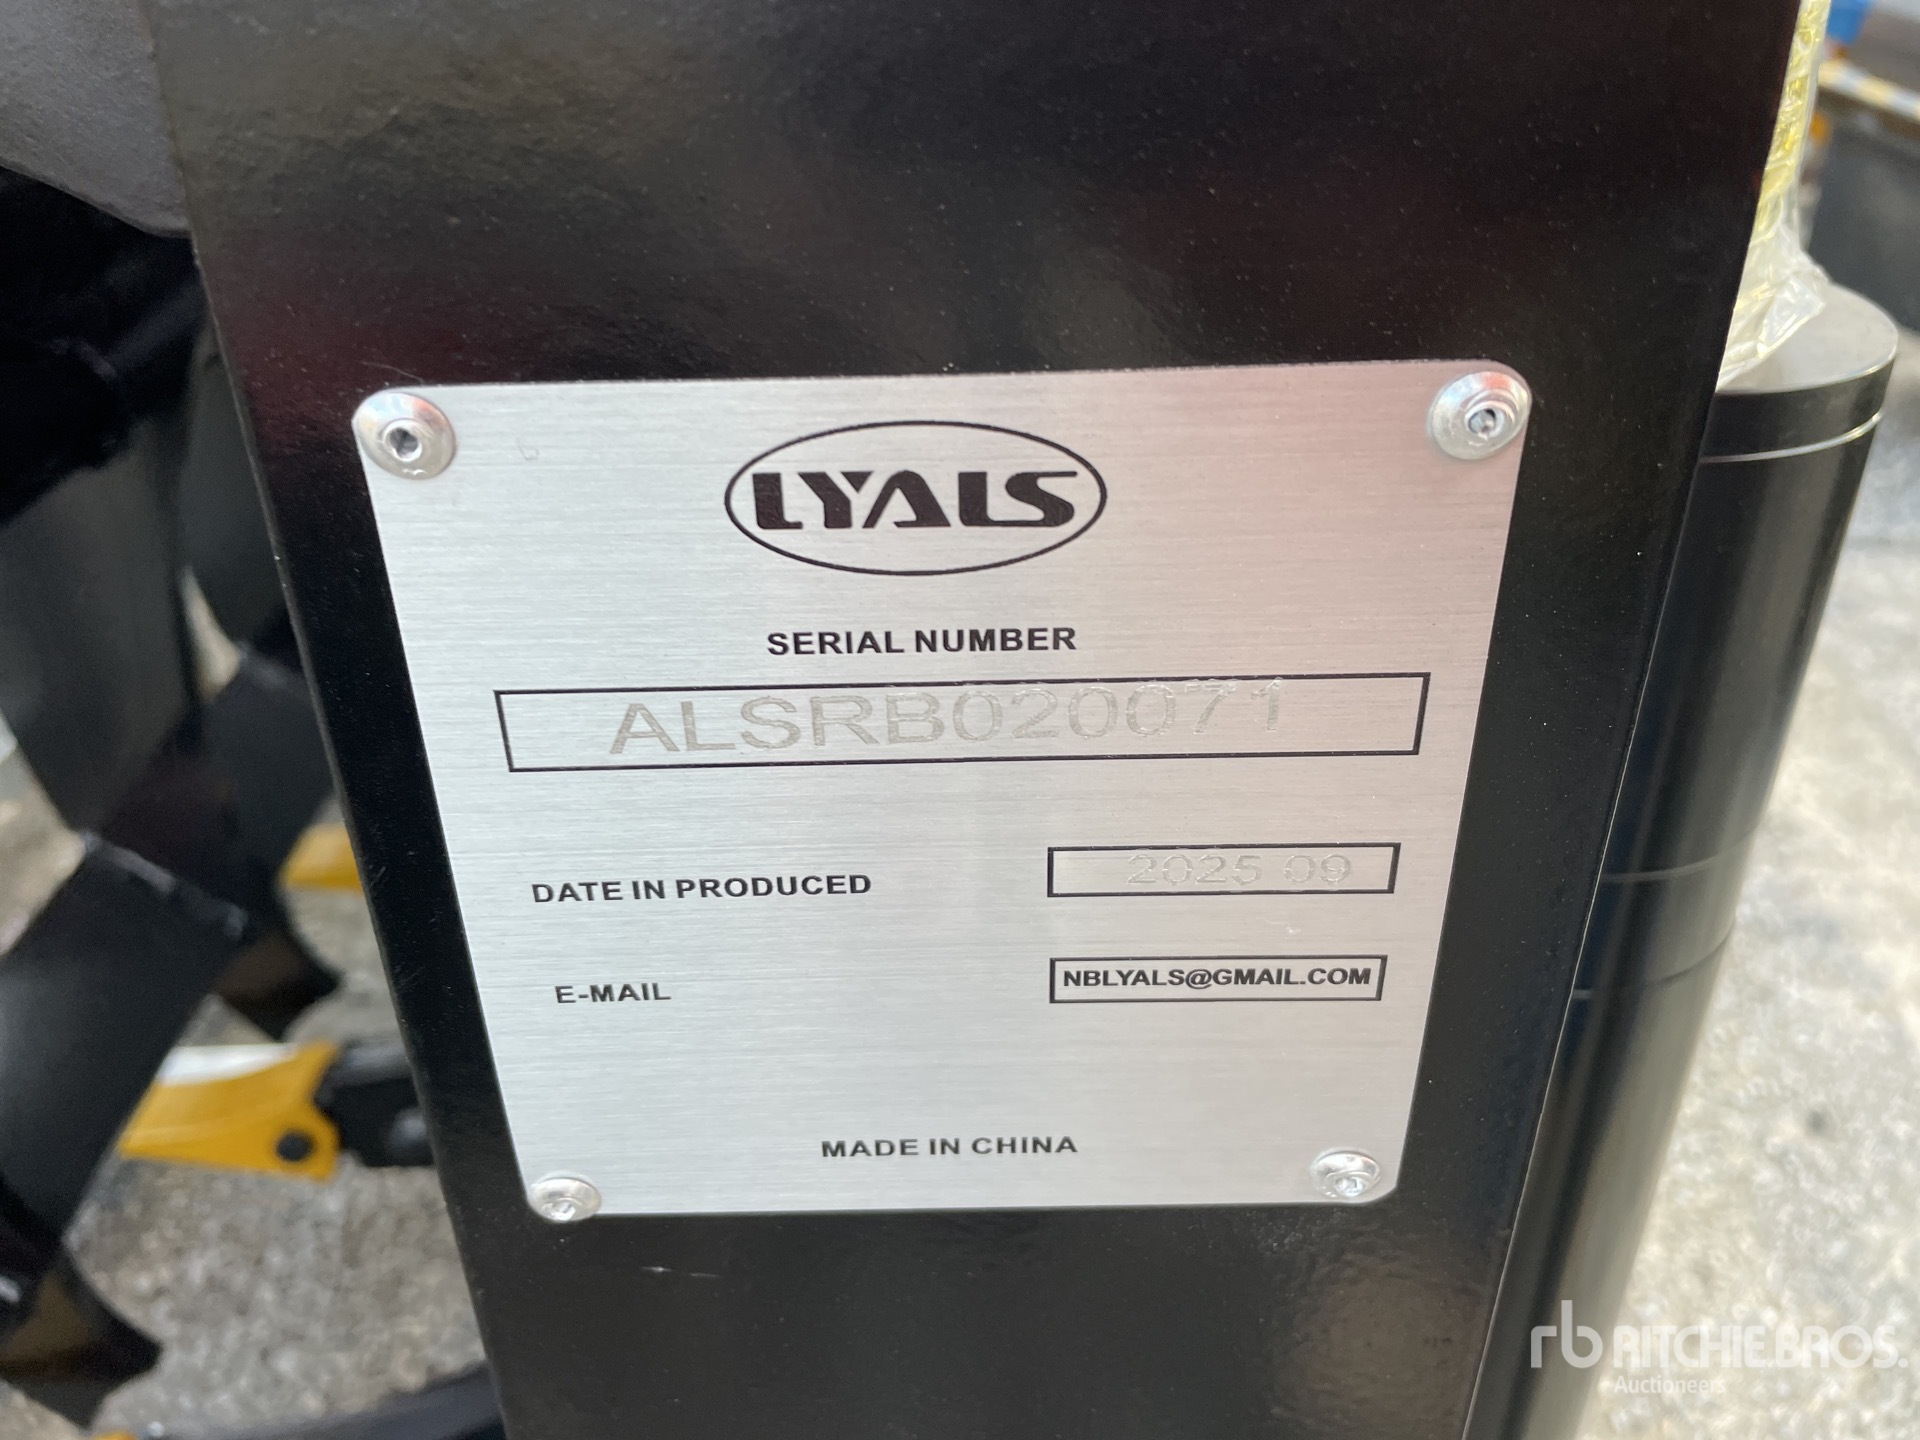 LYALS
SERIAL NUMBER
ALSRB020071
DATE IN PRODUCED 2025 09
E-MAIL NBLYALS@GMAIL.COM
MADE IN CHINA
rb RITCHIE BROS.
Auctioneers